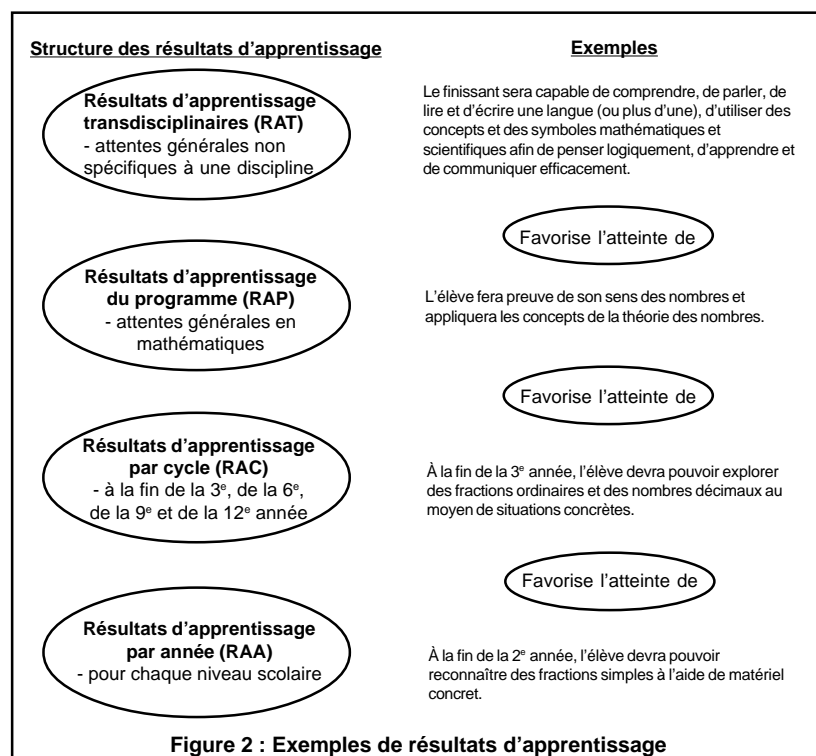 Structure des résultats d'apprentissage
Exemples
Résultats d'apprentissage
transdisciplinaires (RAT)
- attentes générales non
spécifiques à une discipline
Le finissant sera capable de comprendre, de parler, de
lire et d'écrire une langue (ou plus d'une), d'utiliser des
concepts et des symboles mathématiques et
scientifiques afin de penser logiquement, d'apprendre et
de communiquer efficacement.
Favorise l'atteinte de
Résultats d'apprentissage
du programme (RAP)
- attentes générales en
mathématiques
L'élève fera preuve de son sens des nombres et
appliquera les concepts de la théorie des nombres.
Favorise l'atteinte de
Résultats d'apprentissage
par cycle (RAC)
- à la fin de la 3e, de la 6e,
de la 9e et de la 12e année
À la fin de la 3e année, l'élève devra pouvoir explorer
des fractions ordinaires et des nombres décimaux au
moyen de situations concrètes.
Favorise l'atteinte de
Résultats d'apprentissage
par année (RAA)
- pour chaque niveau scolaire
À la fin de la 2e année, l'élève devra pouvoir
reconnaître des fractions simples à l'aide de matériel
concret.
Figure 2 : Exemples de résultats d'apprentissage